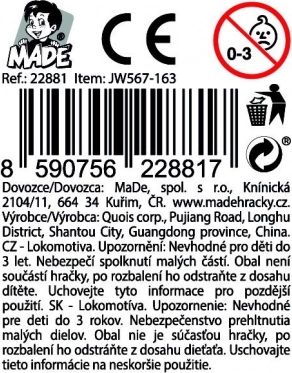 MADE
CE
0-3
Ref.: 22881 Item: JW567-163
8 590756 228817
Dovozce/Dovozca: MaDe, spol. s r.o., Knínická
2104/11, 664 34 Kuřim, ČR. www.madehracky.cz.
Výrobce/Výrobca: Quois corp., Pujiang Road, Longhu
District, Shantou City, Guangdong province, China.
CZ - Lokomotiva. Upozornění: Nevhodné pro děti do
3 let. Nebezpečí spolknutí malých částí. Obal není
součástí hračky, po rozbalení ho odstraňte z dosahu
dítěte. Uchovejte tyto informace pro pozdější
použití. SK - Lokomotíva. Upozornenie: Nevhodné
pre deti do 3 rokov. Nebezpečenstvo prehltnutia
malých dielov. Obal nie je súčasťou hračky, po
rozbalení ho odstráňte z dosahu dieťaťa. Uschovajte
tieto informácie na neskoršie použitie.